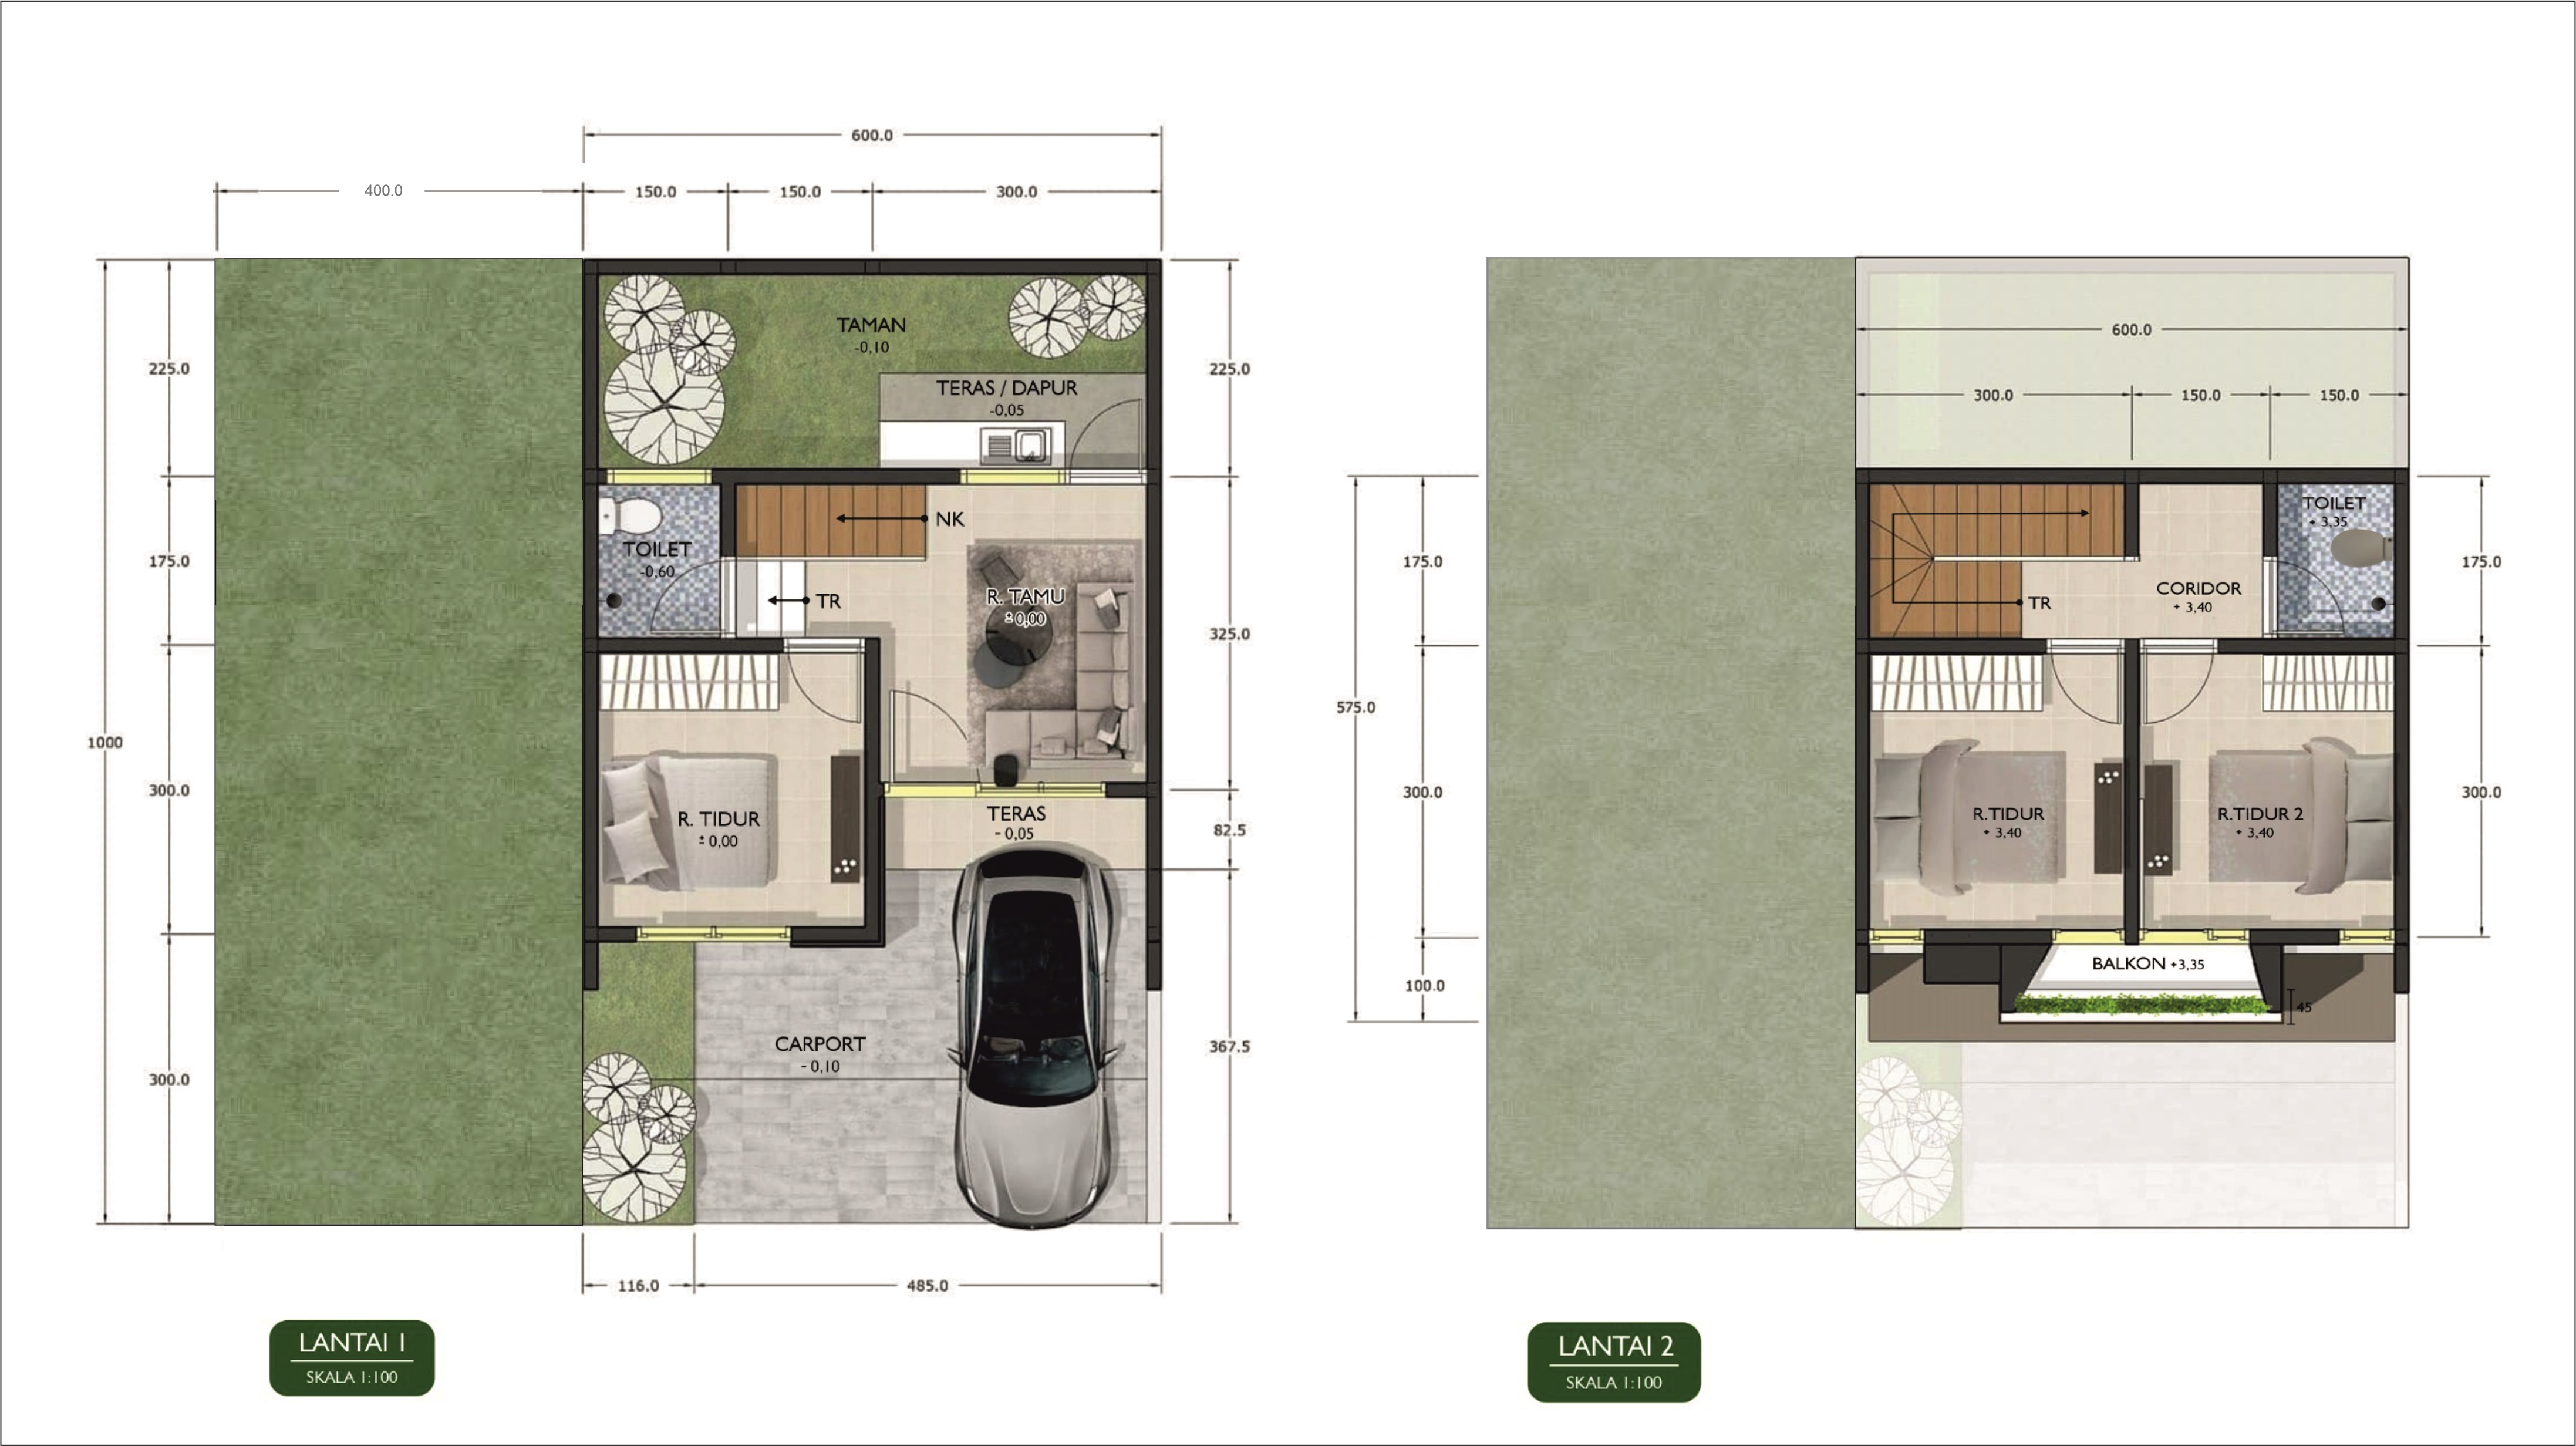 600.0
400.0
150.0
150.0
300.0
TAMAN
-0,10
TERAS / DAPUR
-0,05
225.0
225.0
NK
TOILET
-0,60
TR
R. TAMU
±0,00
175.0
325.0
1000
300.0
R. TIDUR
±0,00
TERAS
- 0,05
82.5
CARPORT
- 0,10
300.0
367.5
116.0
485.0
LANTAI 1
SKALA 1:100
600.0
300.0
150.0
150.0
TOILET
+ 3,35
175.0
175.0
CORIDOR
+ 3,40
TR
575.0
300.0
300.0
R.TIDUR
+ 3,40
R.TIDUR 2
+ 3,40
BALKON +3,35
100.0
45
LANTAI 2
SKALA 1:100